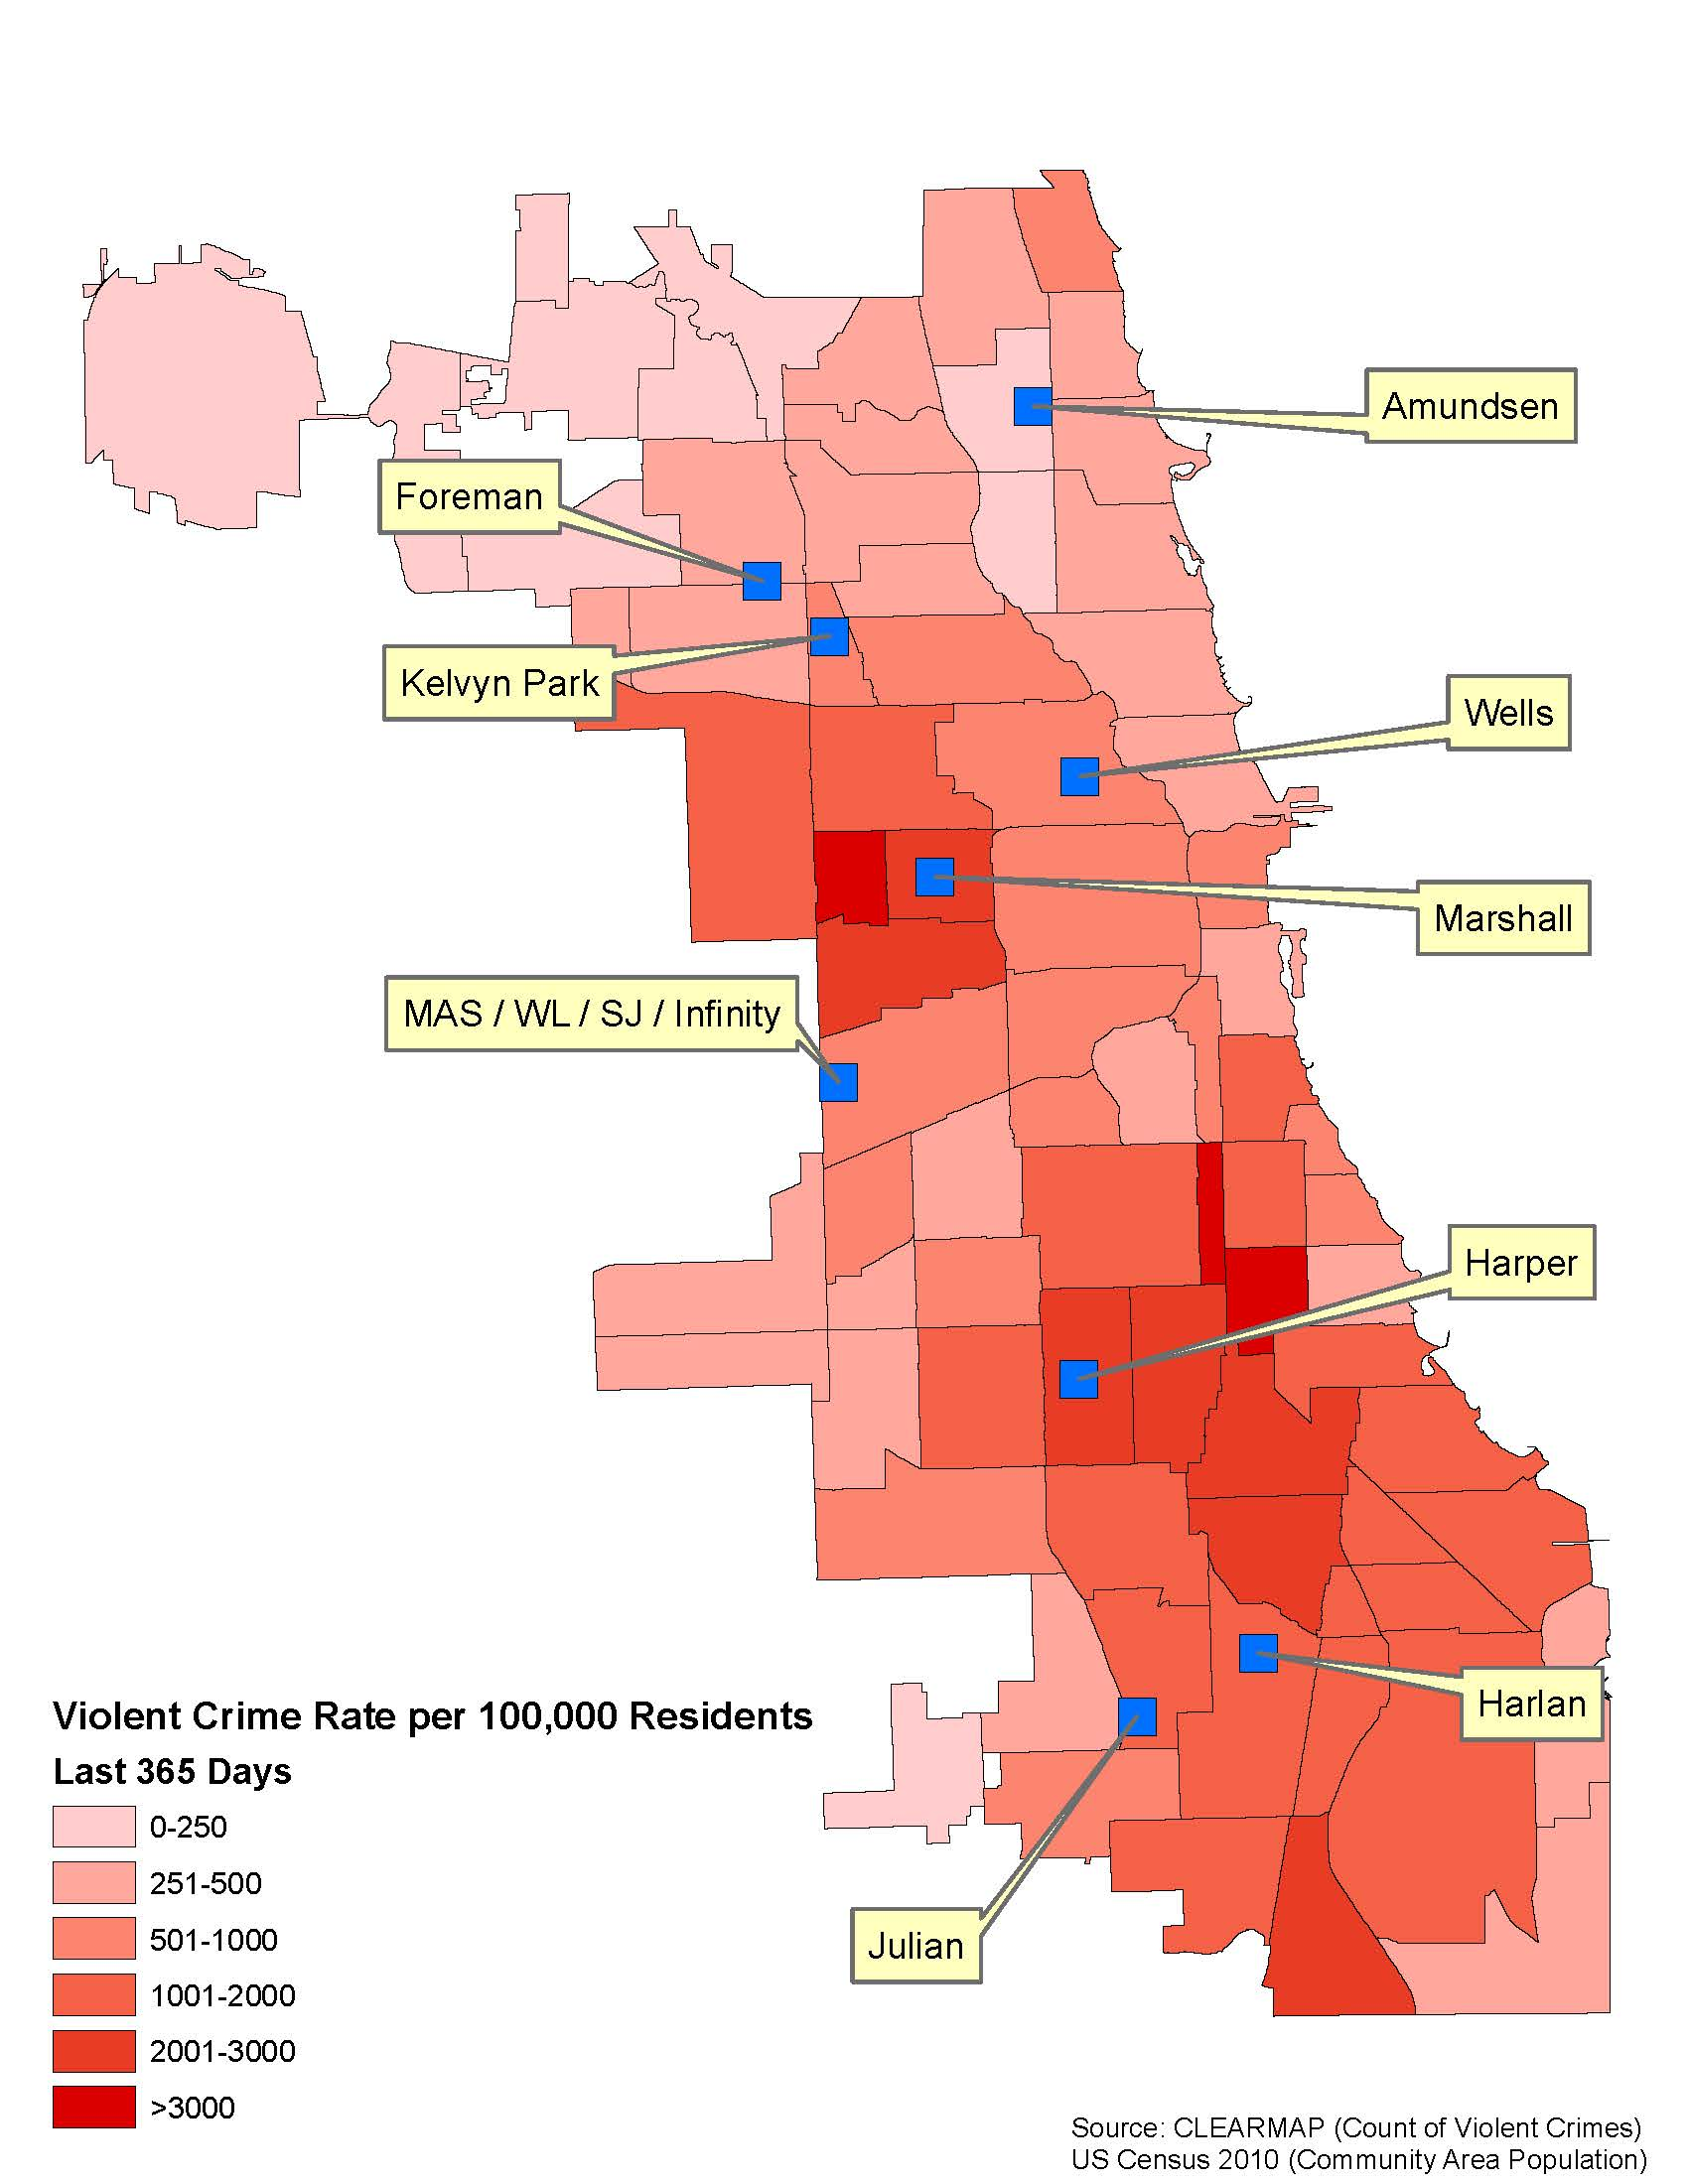 Amundsen
Foreman
Kelvyn Park
Wells
Marshall
MAS / WL / SJ / Infinity
Harper
Harlan
Julian
Violent Crime Rate per 100,000 Residents
Last 365 Days
0-250
251-500
501-1000
1001-2000
2001-3000
>3000
Source: CLEARMAP (Count of Violent Crimes)
US Census 2010 (Community Area Population)